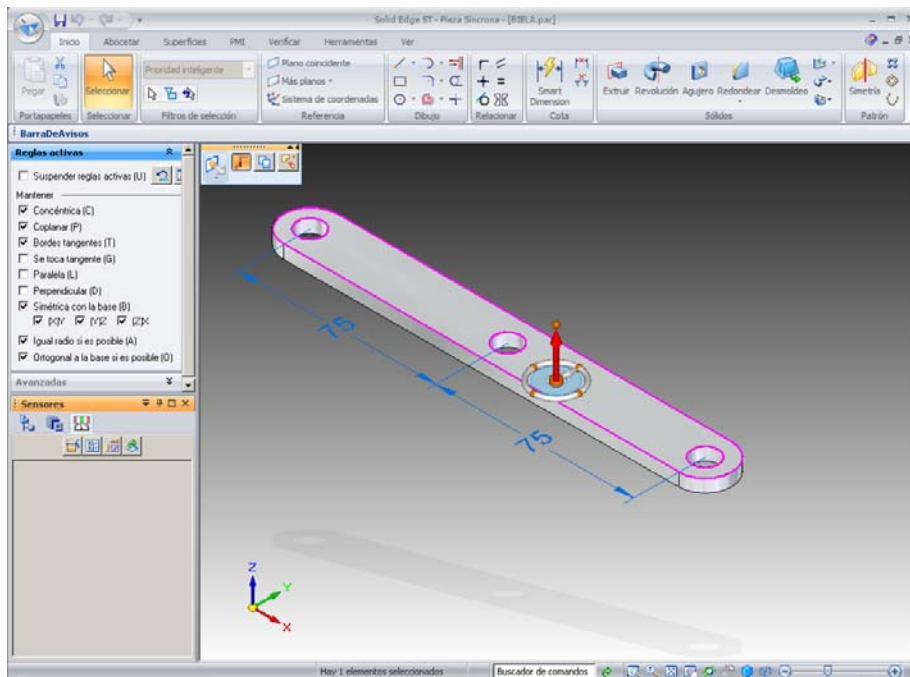 Solid Edge ST - Pieza Síncrona - [BIELA.par]
Inicio Abocetar Superficies PMI Verificar Herramientas Ver
Pegar
Seleccionar
Prioridad inteligente
Plano coincidente
Más planos
Sistema de coordenadas
Smart Dimension
Extruir Revolución Agujero Redondear Desmoldeo
Simetría
Portapapeles Seleccionar Filtros de selección Referencia Dibujo Relacionar Cota Sólidos Patrón
BarraDeAvisos
Reglas activas
Suspender reglas activas (U)
Mantener
Concéntrica (C)
Coplanar (P)
Bordes tangentes (T)
Se toca tangente (G)
Paralela (L)
Perpendicular (D)
Simétrica con la base (B)
Igual radio si es posible (A)
Ortogonal a la base si es posible (O)
Avanzadas
Sensores
75
75
Z
Y
X
Hay 1 elementos seleccionados
Buscador de comandos